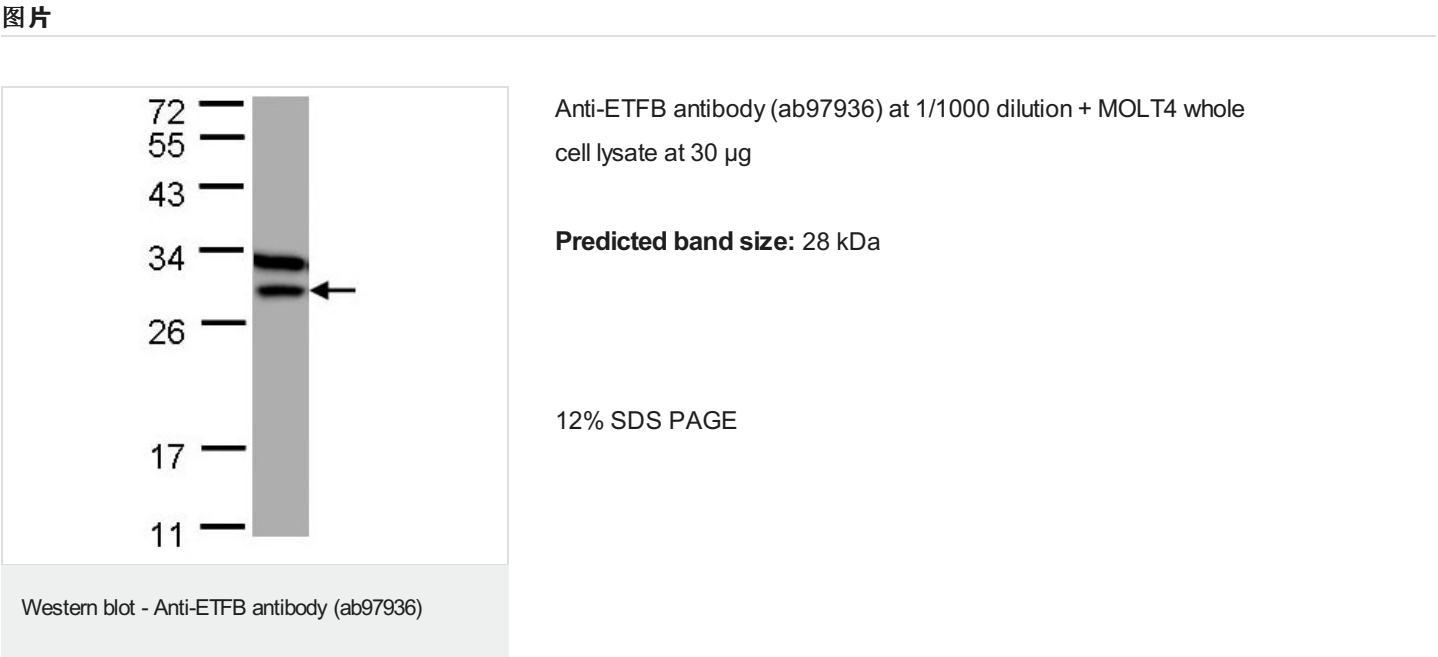 图片
72
55
43
34
26
17
11
Anti-ETFB antibody (ab97936) at 1/1000 dilution + MOLT4 whole
cell lysate at 30 µg
Predicted band size: 28 kDa
12% SDS PAGE
Western blot - Anti-ETFB antibody (ab97936)